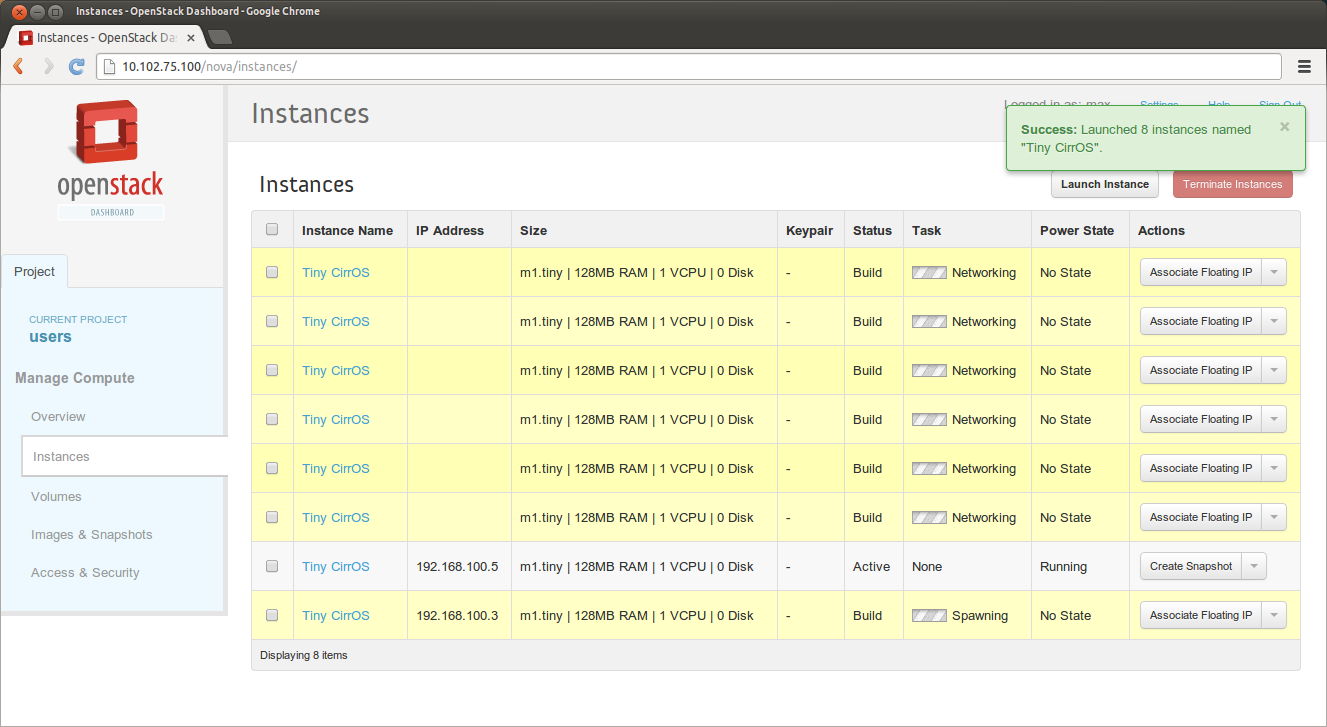 Instances - OpenStack Dashboard - Google Chrome
Instances - OpenStack Da
10.102.75.100/nova/instances/
openstack
DASHBOARD
Project
CURRENT PROJECT
users
Manage Compute
Overview
Instances
Volumes
Images & Snapshots
Access & Security
Instances
Logged in as: max Settings Help Sign Out
Success: Launched 8 instances named
"Tiny CirrOS".
Instances
Launch Instance Terminate Instances
Instance Name IP Address Size Keypair Status Task Power State Actions
Tiny CirrOS m1.tiny | 128MB RAM | 1 VCPU | 0 Disk - Build Networking No State Associate Floating IP
Tiny CirrOS m1.tiny | 128MB RAM | 1 VCPU | 0 Disk - Build Networking No State Associate Floating IP
Tiny CirrOS m1.tiny | 128MB RAM | 1 VCPU | 0 Disk - Build Networking No State Associate Floating IP
Tiny CirrOS m1.tiny | 128MB RAM | 1 VCPU | 0 Disk - Build Networking No State Associate Floating IP
Tiny CirrOS m1.tiny | 128MB RAM | 1 VCPU | 0 Disk - Build Networking No State Associate Floating IP
Tiny CirrOS m1.tiny | 128MB RAM | 1 VCPU | 0 Disk - Build Networking No State Associate Floating IP
Tiny CirrOS 192.168.100.5 m1.tiny | 128MB RAM | 1 VCPU | 0 Disk - Active None Running Create Snapshot
Tiny CirrOS 192.168.100.3 m1.tiny | 128MB RAM | 1 VCPU | 0 Disk - Build Spawning No State Associate Floating IP
Displaying 8 items